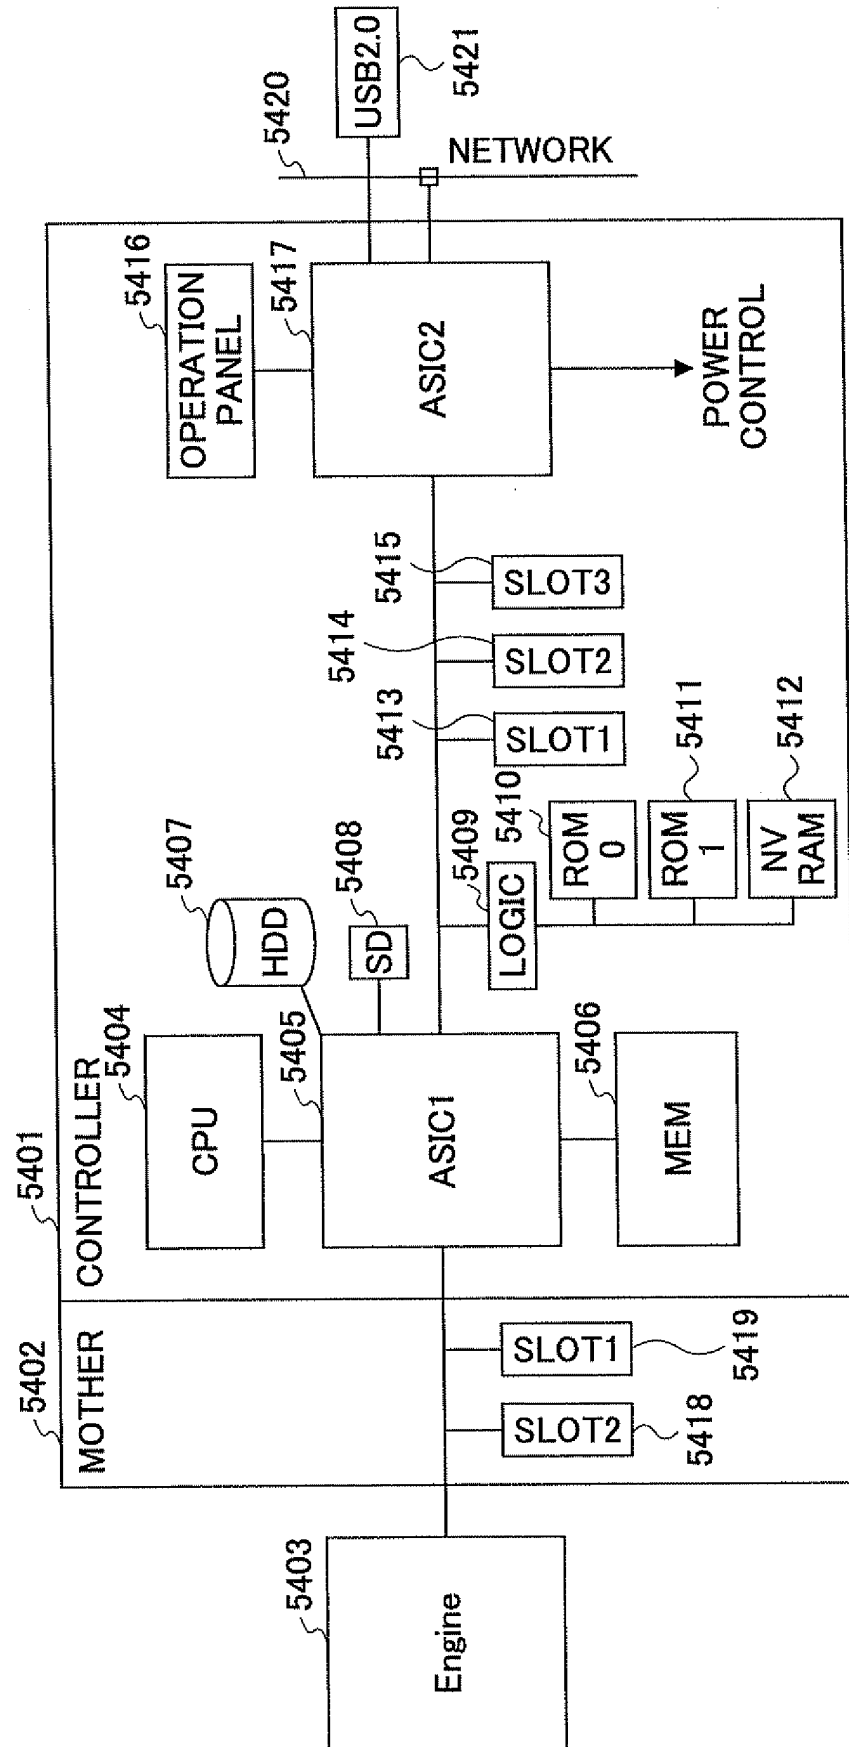 5401
CONTROLLER
5402
MOTHER
5403
Engine
SLOT2
5418
SLOT1
5419
5404
CPU
5405
ASIC1
5406
MEM
5407
HDD
5408
SD
5409
LOGIC
5410
ROM
0
5411
ROM
1
5412
NV
RAM
5413
SLOT1
5414
SLOT2
5415
SLOT3
5416
OPERATION
PANEL
5417
ASIC2
POWER
CONTROL
5420
NETWORK
USB2.0
5421